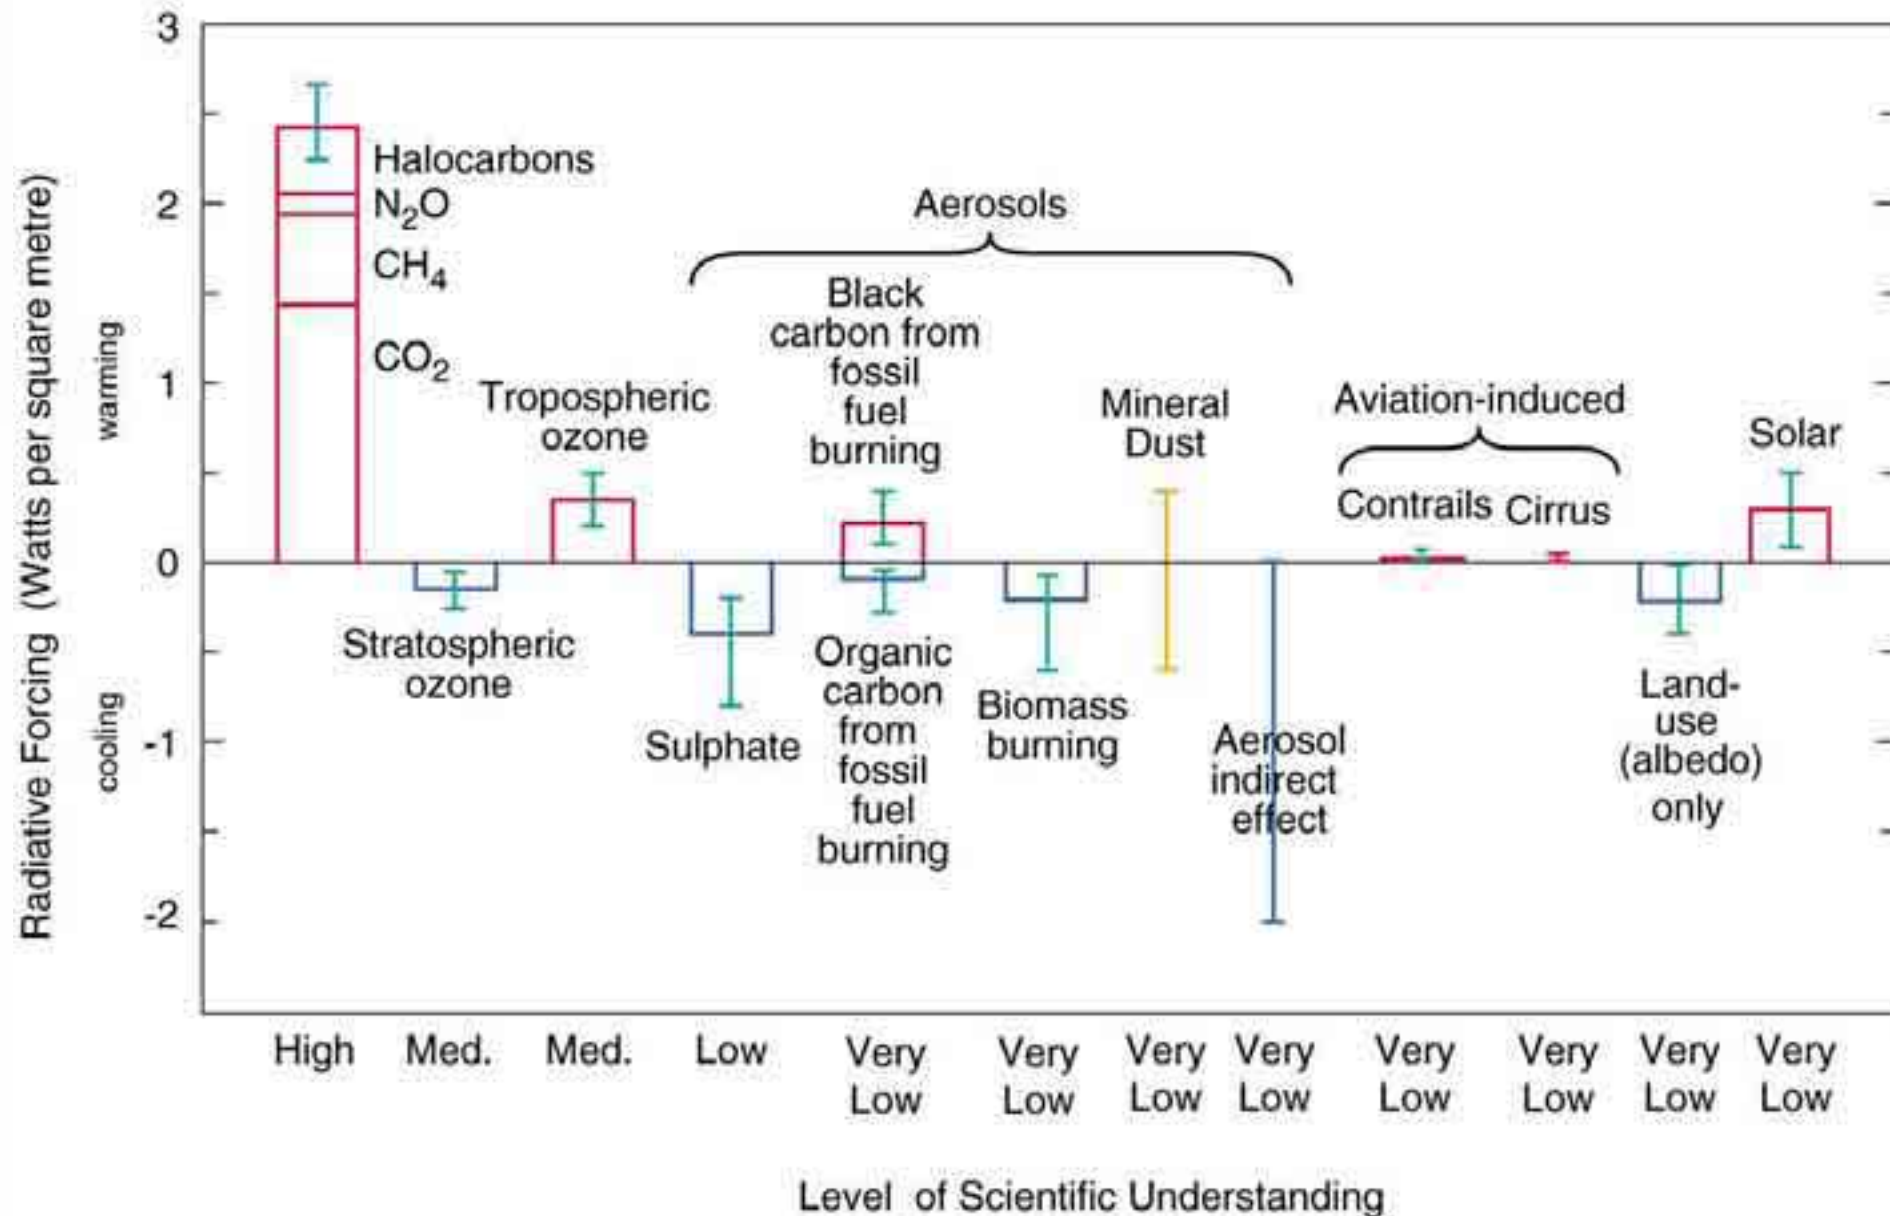 Radiative Forcing (Watts per square metre)
warming
cooling
3
2
1
0
-1
-2
Halocarbons
N₂O
CH₄
CO₂
Stratospheric
ozone
Tropospheric
ozone
Aerosols
Sulphate
Black
carbon from
fossil
fuel
burning
Organic
carbon
from
fossil
fuel
burning
Biomass
burning
Mineral
Dust
Aerosol
indirect
effect
Aviation-induced
Contrails Cirrus
Land-
use
(albedo)
only
Solar
High
Med.
Med.
Low
Very
Low
Very
Low
Very
Low
Very
Low
Very
Low
Very
Low
Very
Low
Very
Low
Level of Scientific Understanding